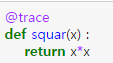 @trace
def squar(x) :
    return x*x